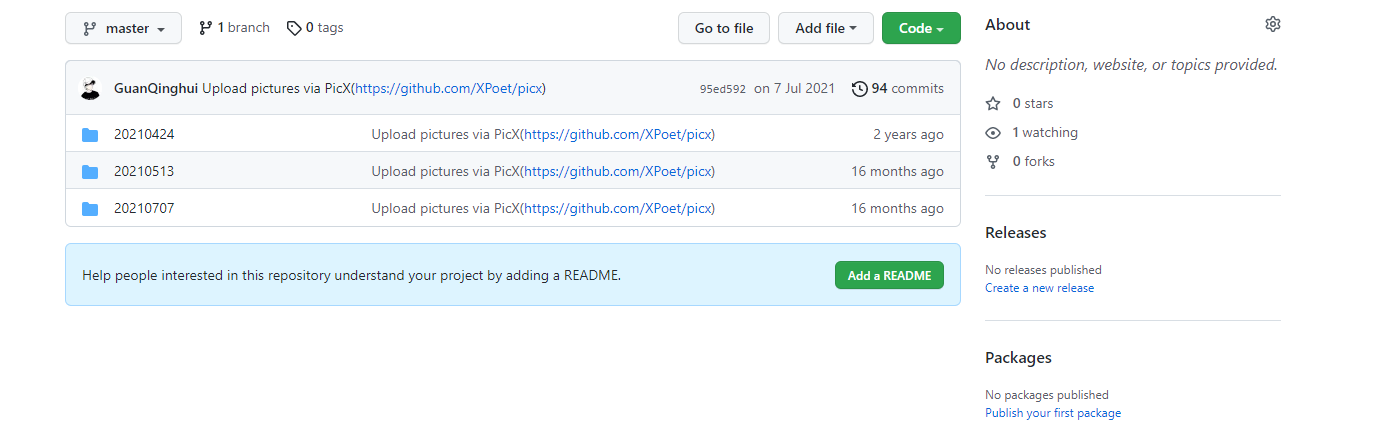 master 1 branch 0 tags Go to file Add file Code
GuanQinghui Upload pictures via PicX(https://github.com/XPoet/picx) 95ed592 on 7 Jul 2021 94 commits
20210424 Upload pictures via PicX(https://github.com/XPoet/picx) 2 years ago
20210513 Upload pictures via PicX(https://github.com/XPoet/picx) 16 months ago
20210707 Upload pictures via PicX(https://github.com/XPoet/picx) 16 months ago
Help people interested in this repository understand your project by adding a README. Add a README
About
No description, website, or topics provided.
0 stars
1 watching
0 forks
Releases
No releases published
Create a new release
Packages
No packages published
Publish your first package